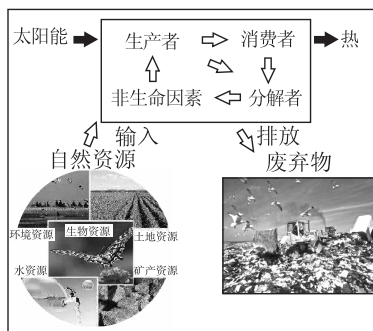 太阳能 生产者 消费者 热
非生命因素 分解者
输入 排放
自然资源 废弃物
环境资源 生物资源 土地资源
水资源 矿产资源